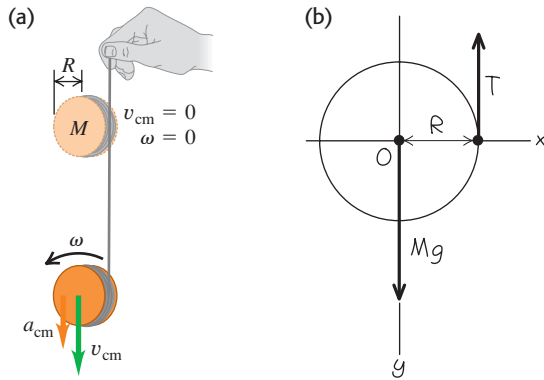 (a)
R
M
v_cm = 0
ω = 0
ω
a_cm
v_cm
(b)
T
R
x
O
Mg
y